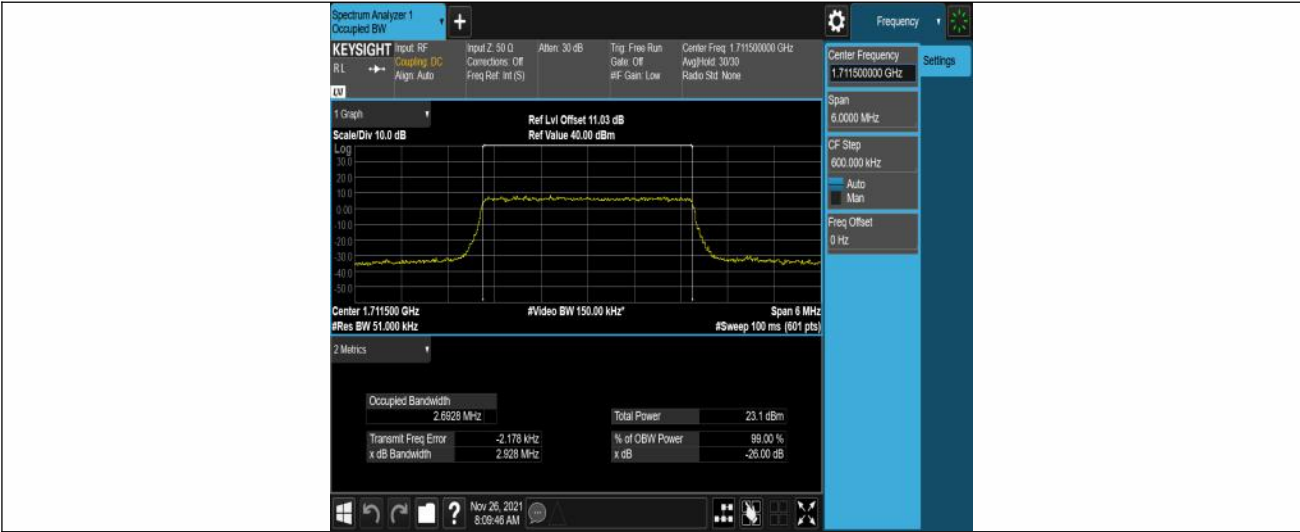 Spectrum Analyzer 1
Occupied BW
Frequency
KEYSIGHT
RL
LV
Input: RF
Coupling: DC
Align: Auto
Input Z: 50 Ω
Corrections: Off
Freq Ref: Int (S)
Atten: 30 dB
Trig: Free Run
Gate: Off
#IF Gain: Low
Center Freq: 1.711500000 GHz
Avg|Hold: 30/30
Radio Std: None
Center Frequency
1.711500000 GHz
Settings
Span
6.0000 MHz
CF Step
600.000 kHz
Auto
Man
Freq Offset
0 Hz
1 Graph
Ref Lvl Offset 11.03 dB
Scale/Div 10.0 dB
Ref Value 40.00 dBm
Log
30.0
20.0
10.0
0.00
-10.0
-20.0
-30.0
-40.0
-50.0
Center 1.711500 GHz
#Video BW 150.00 kHz*
Span 6 MHz
#Res BW 51.000 kHz
#Sweep 100 ms (601 pts)
2 Metrics
Occupied Bandwidth
2.6928 MHz
Total Power 23.1 dBm
Transmit Freq Error -2.178 kHz
% of OBW Power 99.00 %
x dB Bandwidth 2.928 MHz
x dB -26.00 dB
?
Nov 26, 2021
8:09:46 AM